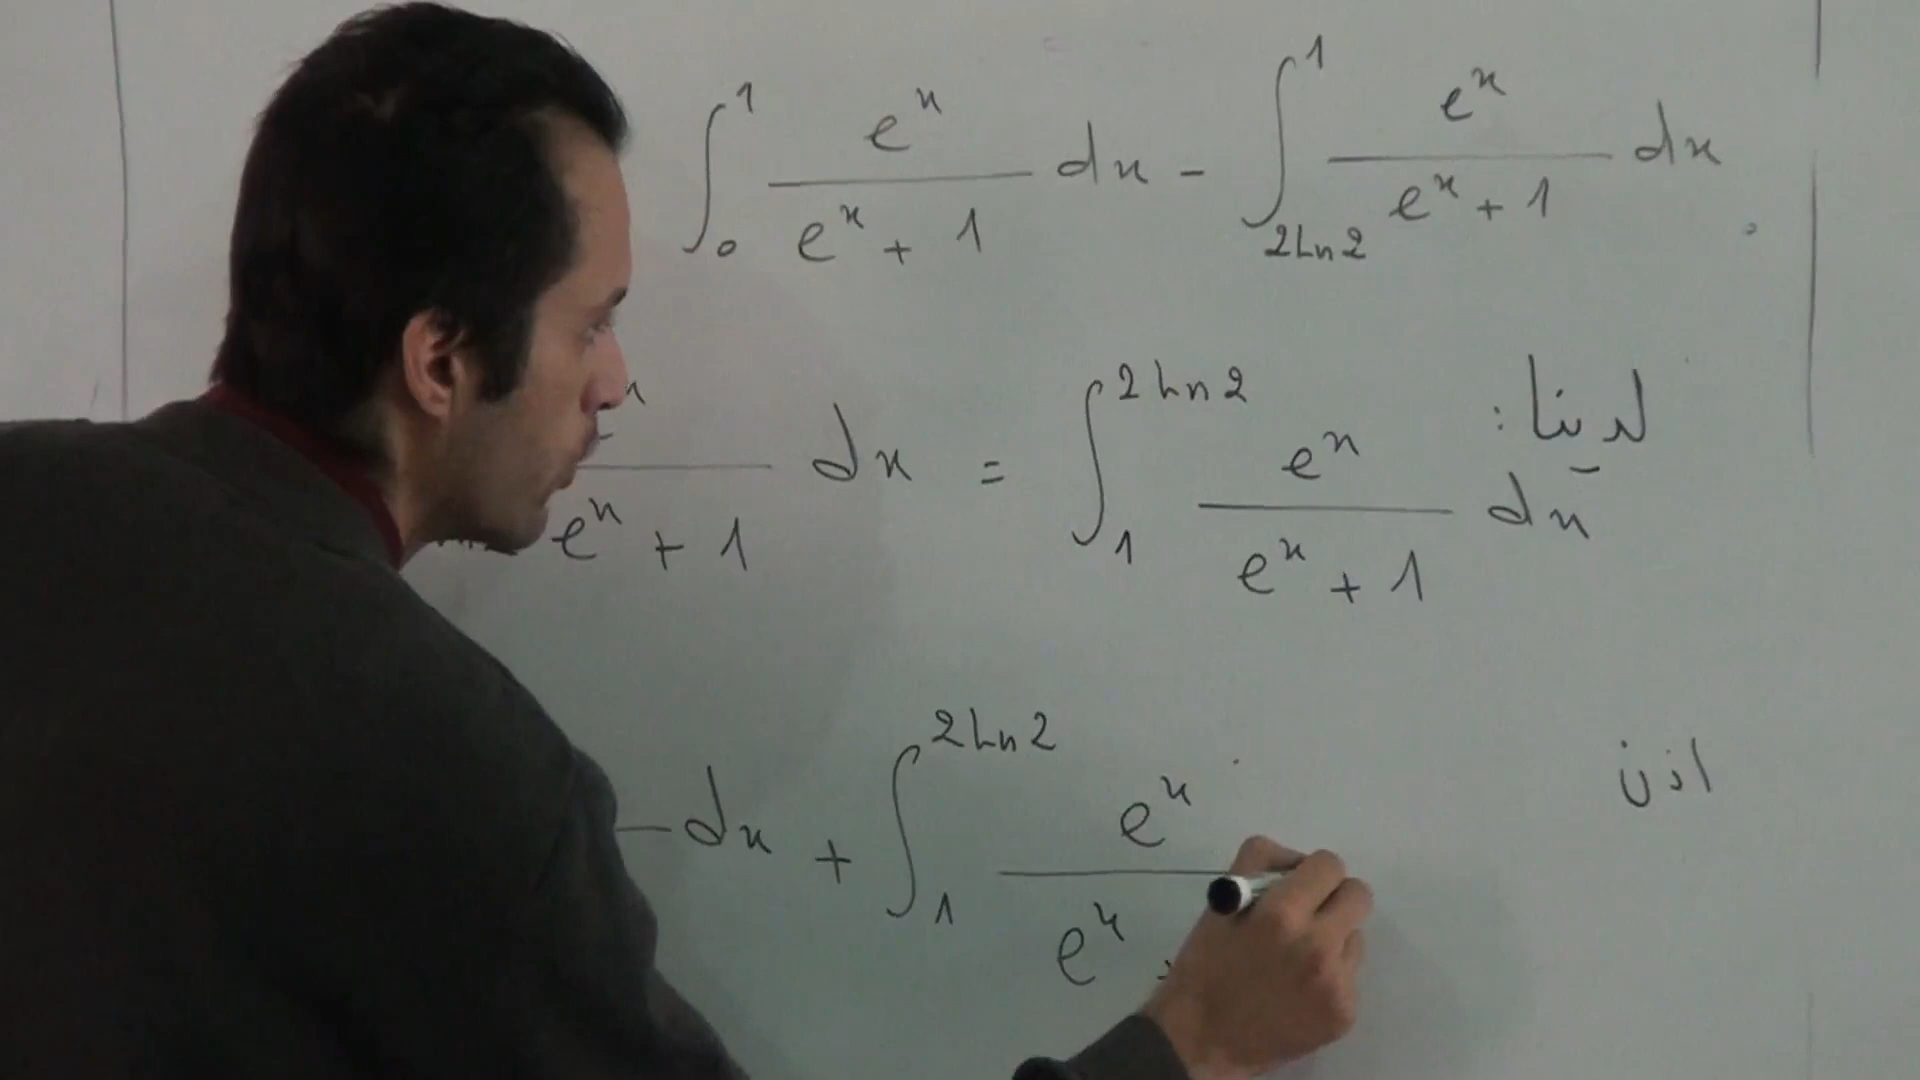 ∫₀¹ eˣ/(eˣ + 1) dx - ∫_{2Ln2}^{1} eˣ/(eˣ + 1) dx
لدينا :
eˣ + 1 dx = ∫₁^{2Ln2} eˣ/(eˣ + 1) dx
اذن
dx + ∫₁^{2Ln2} eˣ/eˣ